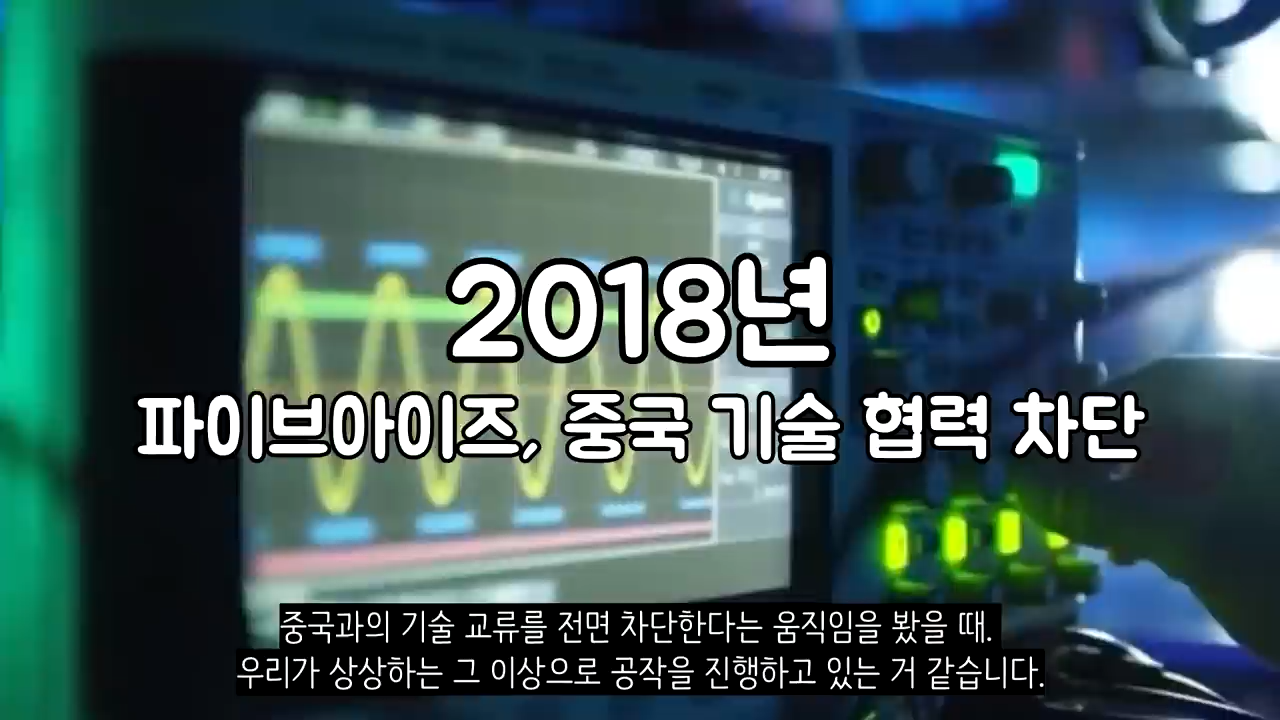 2018년
파이브아이즈, 중국 기술 협력 차단
중국과의 기술 교류를 전면 차단한다는 움직임을 봤을 때.
우리가 상상하는 그 이상으로 공작을 진행하고 있는 거 같습니다.